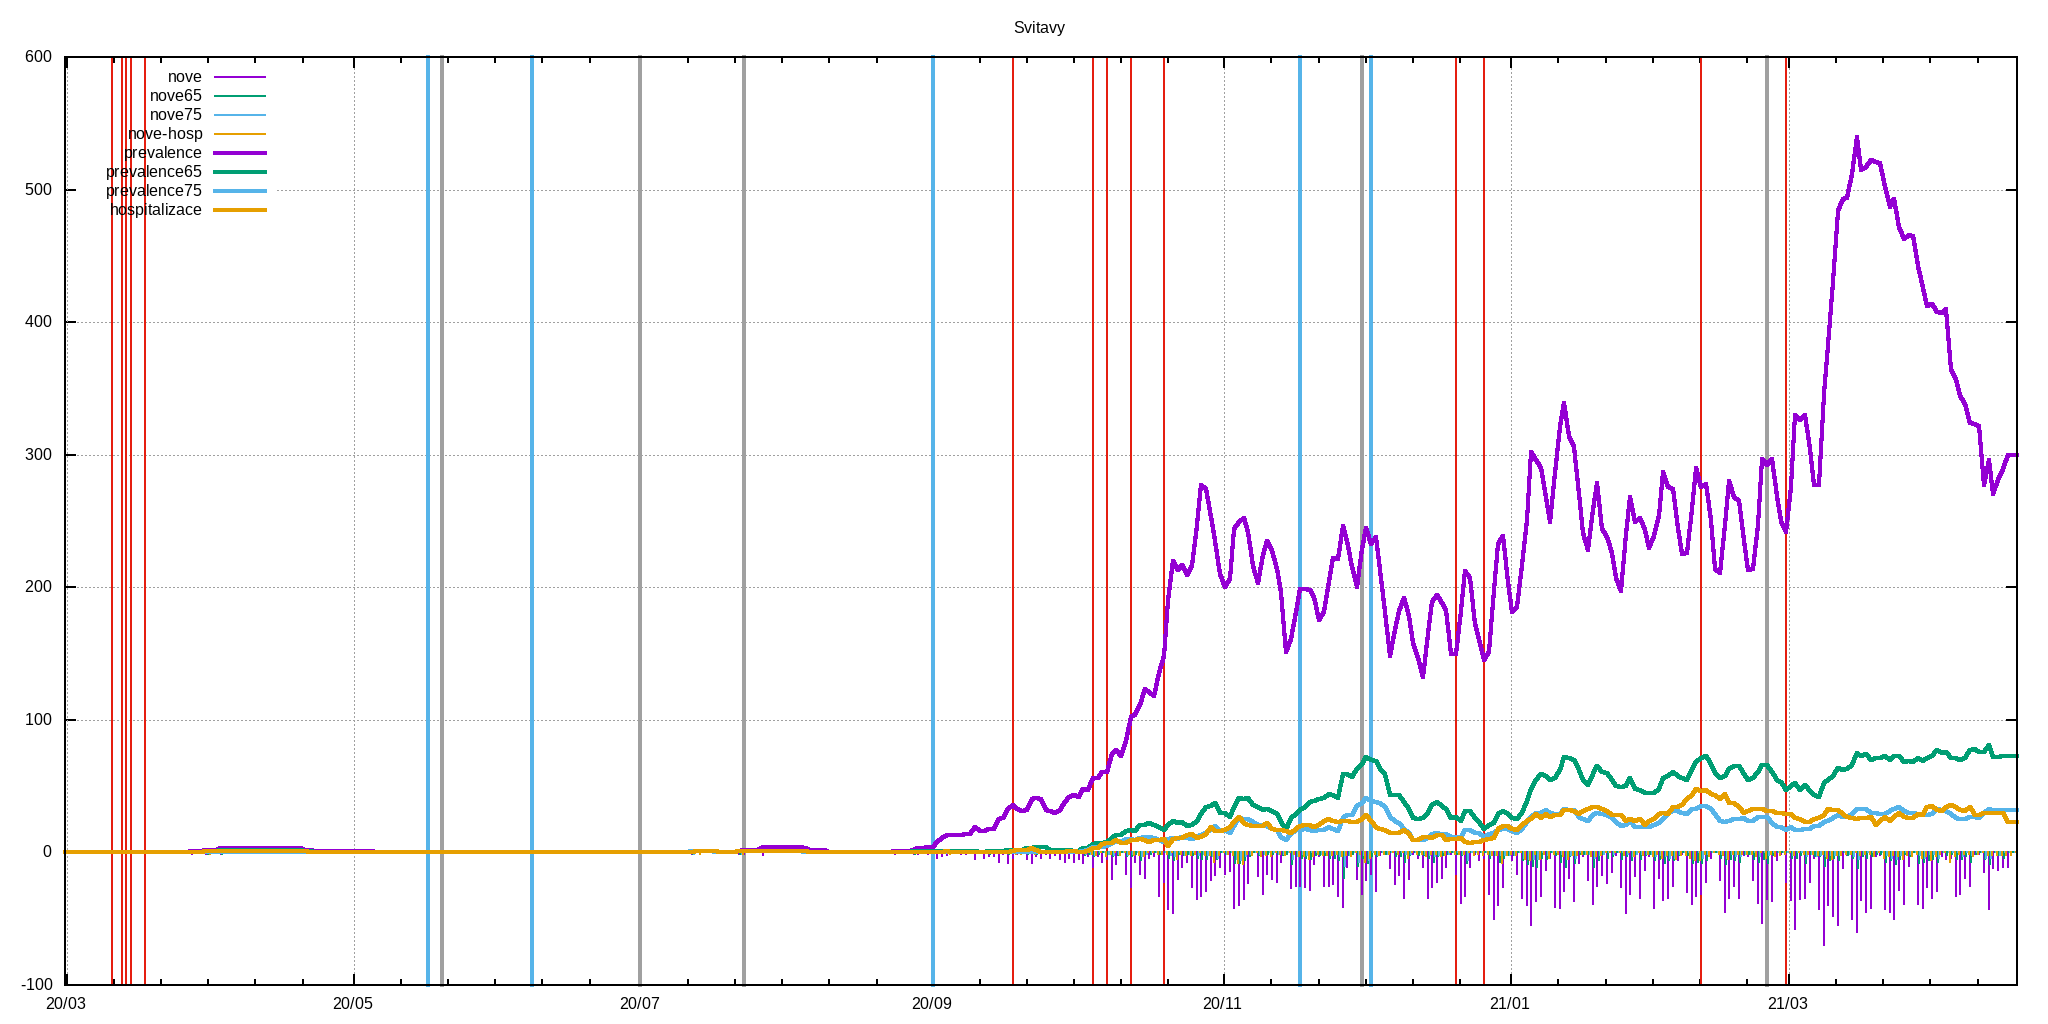 Svitavy
600
500
400
300
200
100
0
-100
nove
nove65
nove75
nove-hosp
prevalence
prevalence65
prevalence75
hospitalizace
20/03 20/05 20/07 20/09 20/11 21/01 21/03